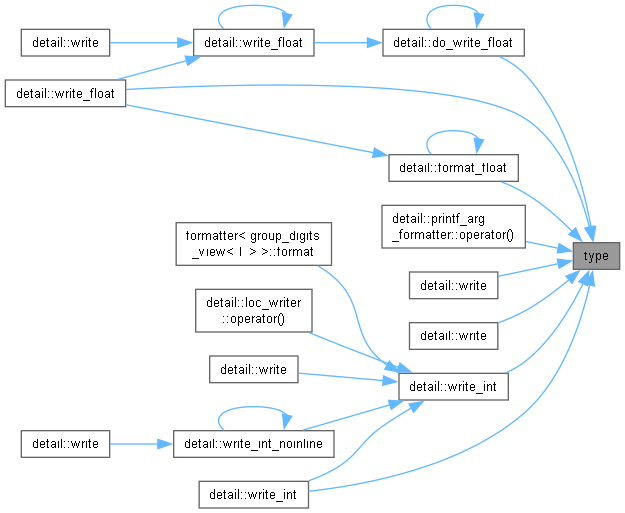 detail::write
detail::write_float
detail::do_write_float
detail::write_float
detail::format_float
detail::printf_arg
_formatter::operator()
formatter< group_digits
_view< T > >::format
type
detail::write
detail::loc_writer
::operator()
detail::write
detail::write
detail::write_int
detail::write
detail::write_int_noinline
detail::write_int